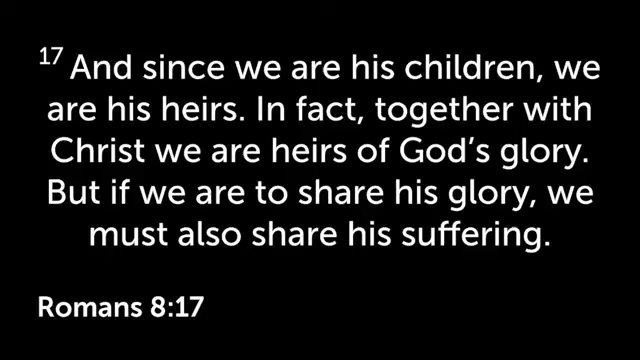 17 And since we are his children, we
are his heirs. In fact, together with
Christ we are heirs of God’s glory.
But if we are to share his glory, we
must also share his suffering.
Romans 8:17